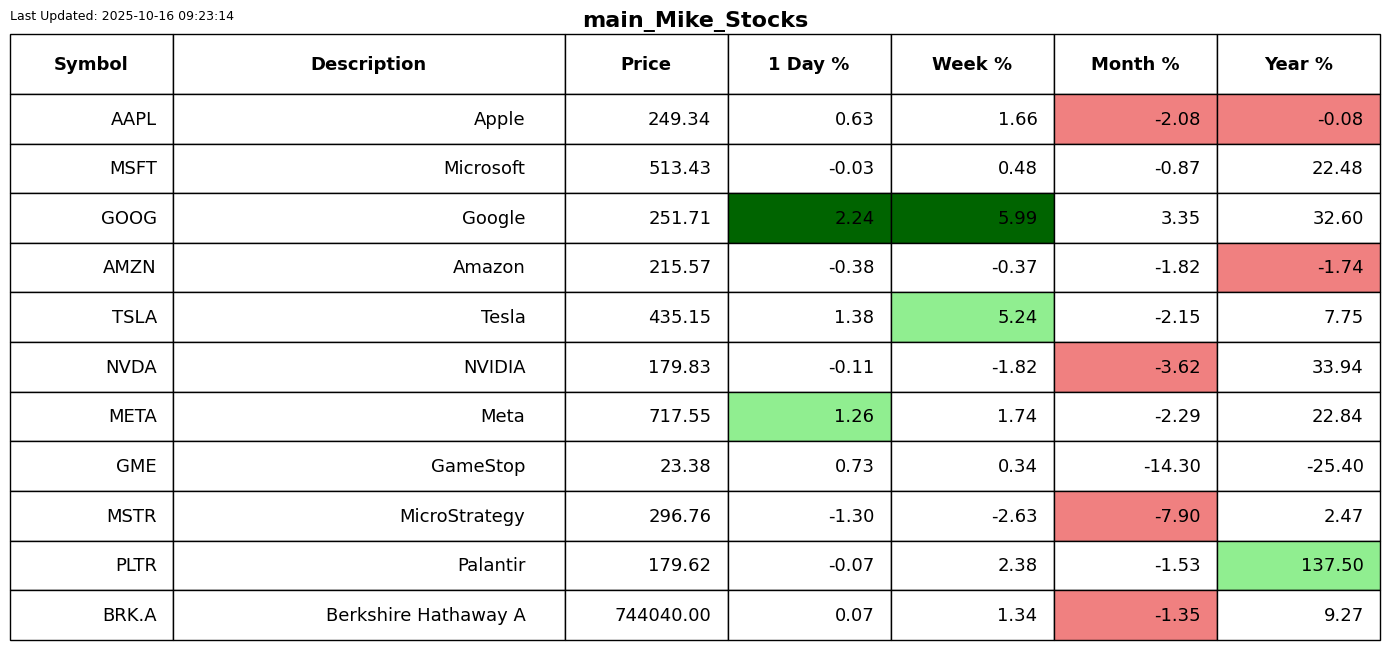 Last Updated: 2025-10-16 09:23:14
main_Mike_Stocks
Symbol Description Price 1 Day % Week % Month % Year %
AAPL Apple 249.34 0.63 1.66 -2.08 -0.08
MSFT Microsoft 513.43 -0.03 0.48 -0.87 22.48
GOOG Google 251.71 2.24 5.99 3.35 32.60
AMZN Amazon 215.57 -0.38 -0.37 -1.82 -1.74
TSLA Tesla 435.15 1.38 5.24 -2.15 7.75
NVDA NVIDIA 179.83 -0.11 -1.82 -3.62 33.94
META Meta 717.55 1.26 1.74 -2.29 22.84
GME GameStop 23.38 0.73 0.34 -14.30 -25.40
MSTR MicroStrategy 296.76 -1.30 -2.63 -7.90 2.47
PLTR Palantir 179.62 -0.07 2.38 -1.53 137.50
BRK.A Berkshire Hathaway A 744040.00 0.07 1.34 -1.35 9.27